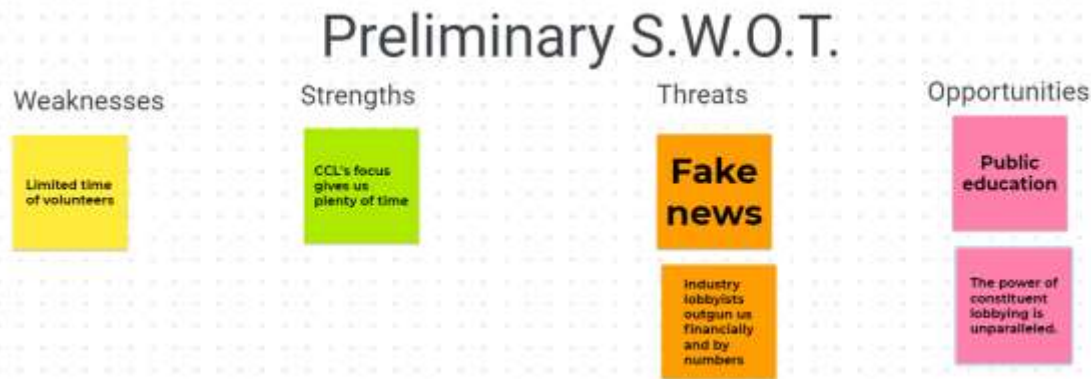 Preliminary S.W.O.T.
Weaknesses
Strengths
Threats
Opportunities
Limited time
of volunteers
CCL's focus
gives us
plenty of time
Fake
news
Industry
lobbyists
outgun us
financially
and by
numbers
Public
education
The power of
constituent
lobbying is
unparalleled.